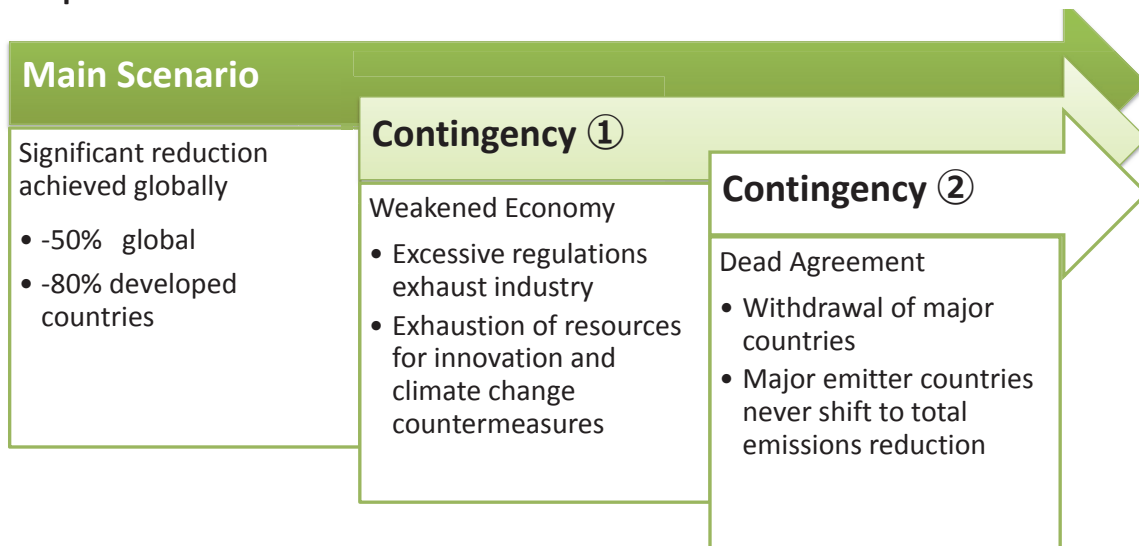 Main Scenario
Significant reduction
achieved globally
• -50% global
• -80% developed
countries
Contingency ①
Weakened Economy
• Excessive regulations
exhaust industry
• Exhaustion of resources
for innovation and
climate change
countermeasures
Contingency ②
Dead Agreement
• Withdrawal of major
countries
• Major emitter countries
never shift to total
emissions reduction